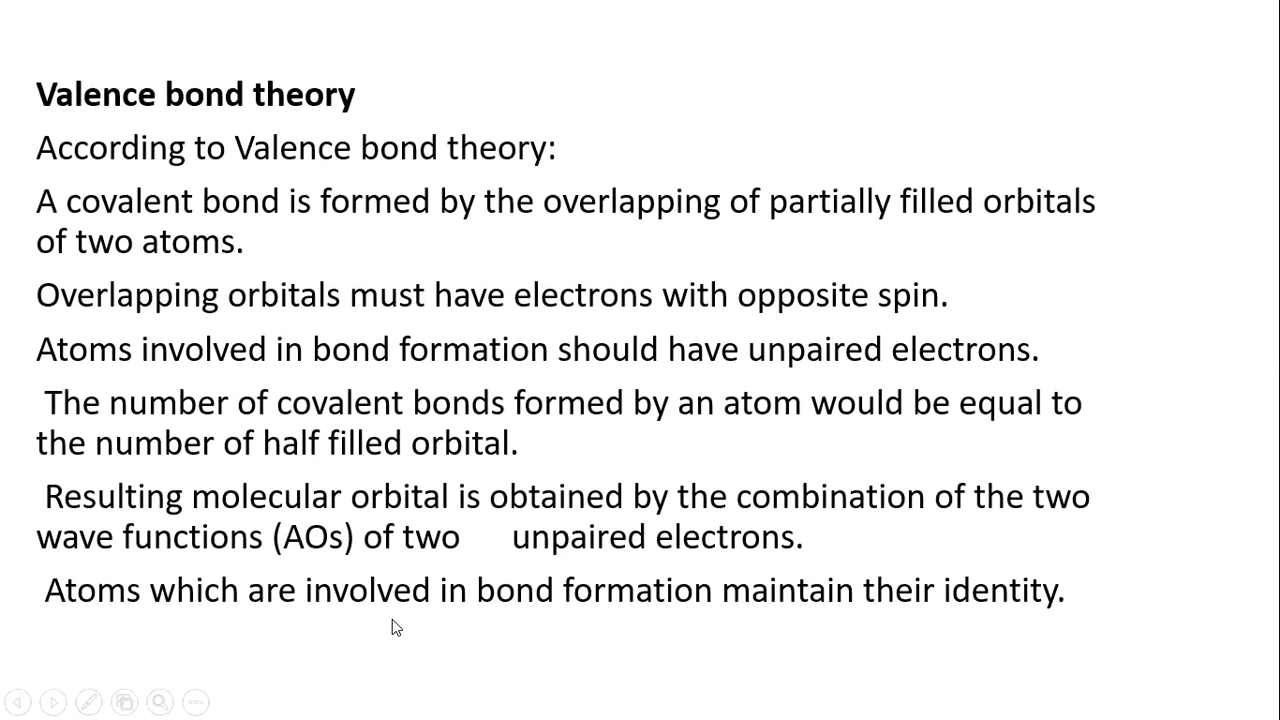 Valence bond theory
According to Valence bond theory:
A covalent bond is formed by the overlapping of partially filled orbitals
of two atoms.
Overlapping orbitals must have electrons with opposite spin.
Atoms involved in bond formation should have unpaired electrons.
The number of covalent bonds formed by an atom would be equal to
the number of half filled orbital.
Resulting molecular orbital is obtained by the combination of the two
wave functions (AOs) of two unpaired electrons.
Atoms which are involved in bond formation maintain their identity.